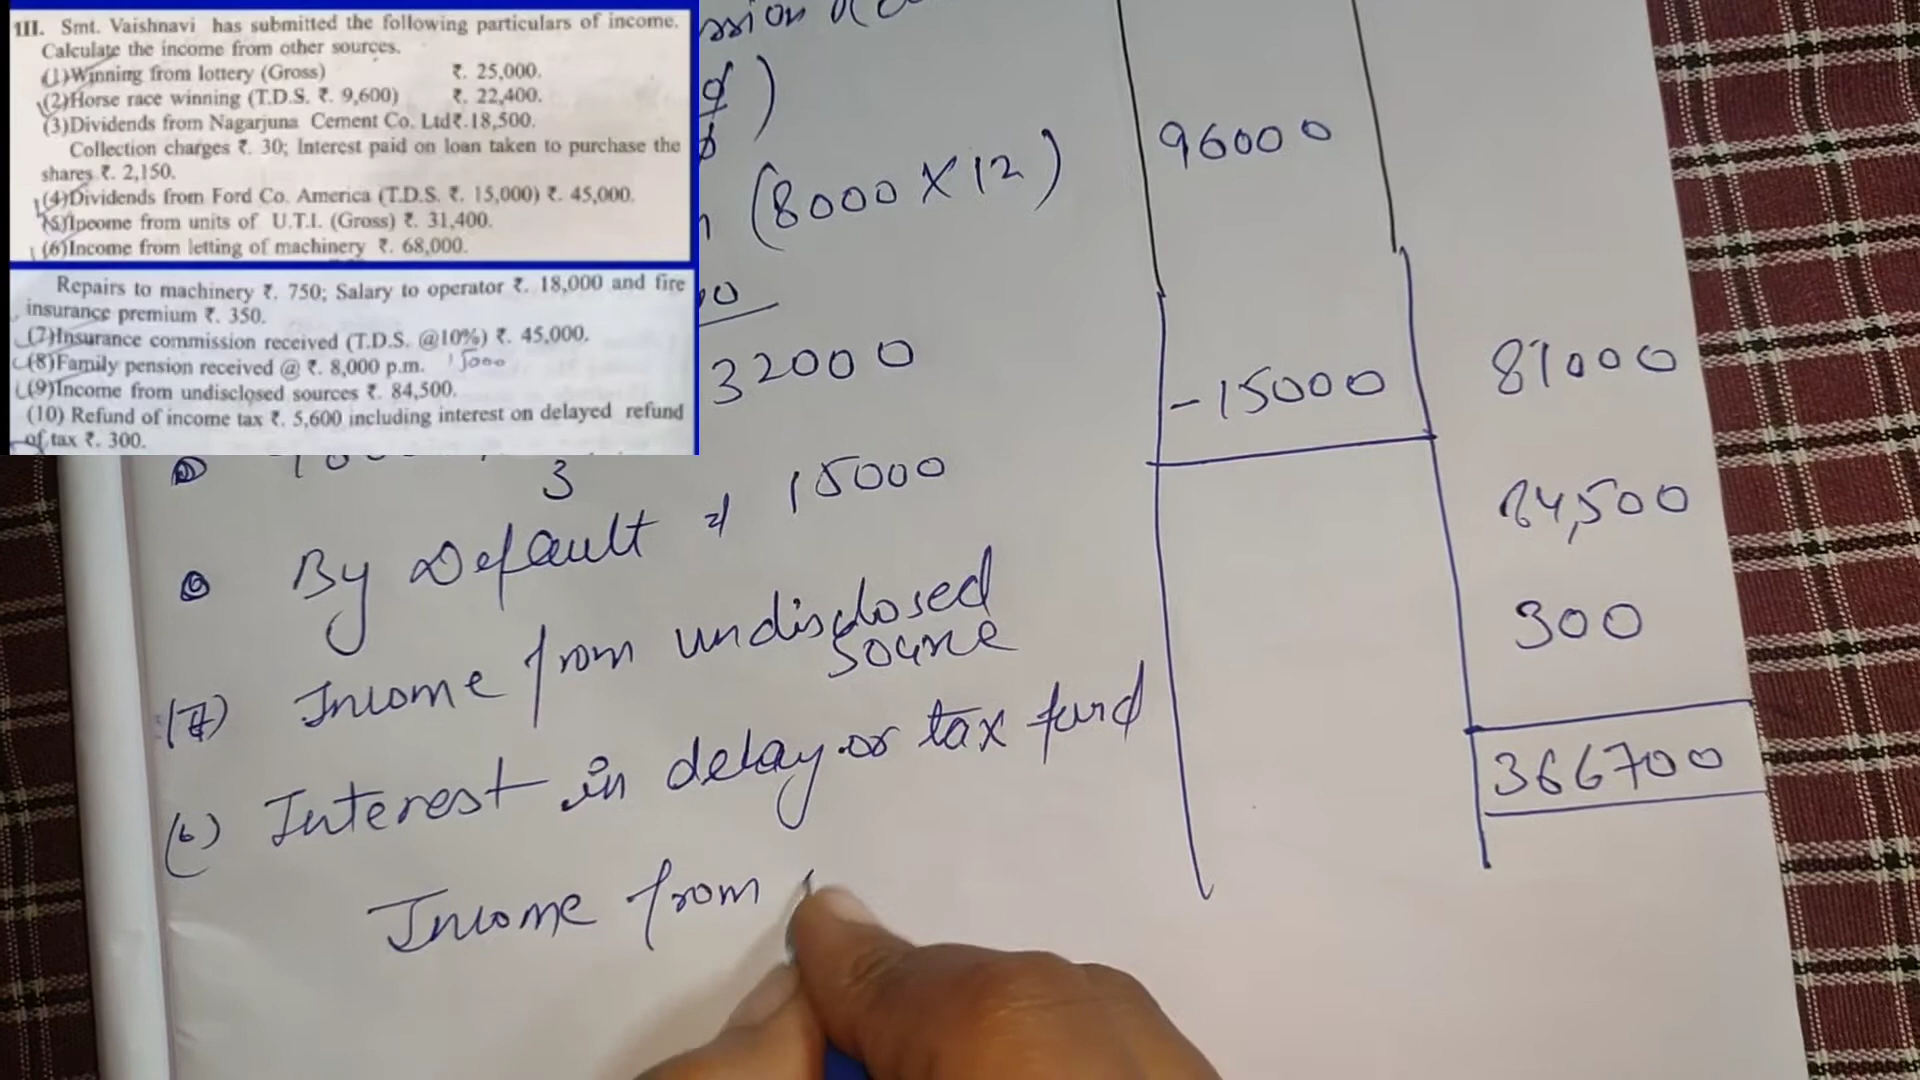 III. Smt. Vaishnavi has submitted the following particulars of income.
Calculate the income from other sources.
(1)Winning from lottery (Gross) ₹. 25,000.
(2)Horse race winning (T.D.S. ₹. 9,600) ₹. 22,400.
(3)Dividends from Nagarjuna Cement Co. Ltd₹.18,500.
Collection charges ₹. 30; Interest paid on loan taken to purchase the
shares ₹. 2,150.
(4)Dividends from Ford Co. America (T.D.S. ₹. 15,000) ₹. 45,000.
(5)Income from units of U.T.I. (Gross) ₹. 31,400.
(6)Income from letting of machinery ₹. 68,000.
Repairs to machinery ₹. 750; Salary to operator ₹. 18,000 and fire
insurance premium ₹. 350.
(7)Insurance commission received (T.D.S. @10%) ₹. 45,000.
(8)Family pension received @ ₹. 8,000 p.m. 15000
(9)Income from undisclosed sources ₹. 84,500.
(10) Refund of income tax ₹. 5,600 including interest on delayed refund
of tax ₹. 300.
ssion
(8000 X 12) 96000
32000 -15000 81000
3
By Default 15000
84,500
(7) Income from undisclosed
source
300
Interest in delay or tax fund
366700
Income from